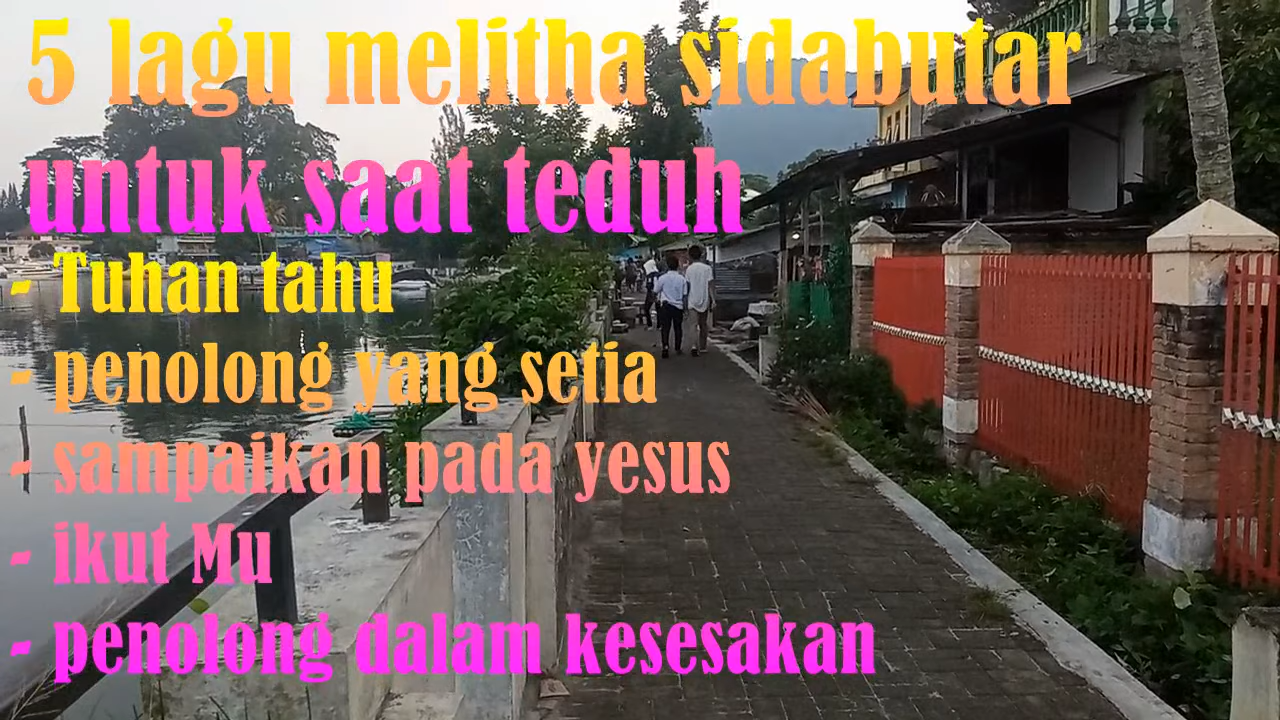 5 lagu melitha sidabutar
untuk saat teduh
- Tuhan tahu
- penolong yang setia
- sampaikan pada yesus
- ikut Mu
- penolong dalam kesesakan